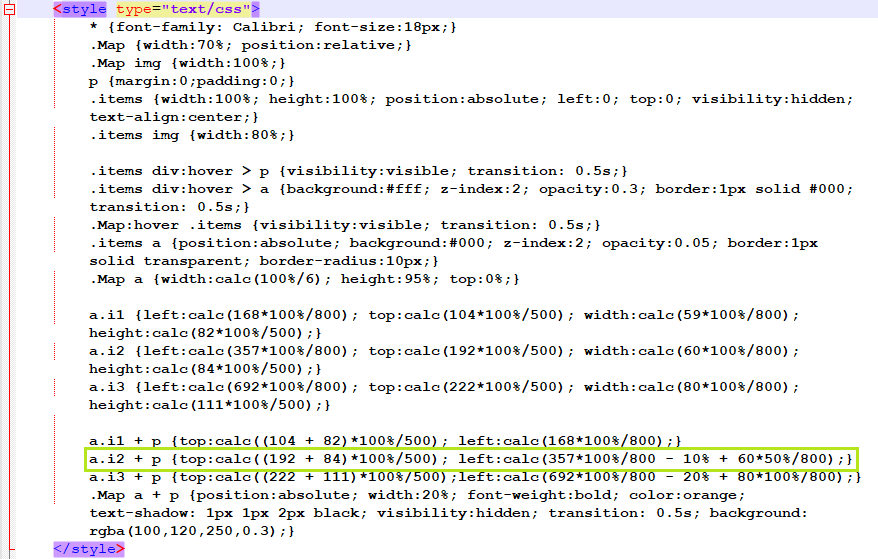 <style type="text/css">
* {font-family: Calibri; font-size:18px;}
.Map {width:70%; position:relative;}
.Map img {width:100%;}
p {margin:0;padding:0;}
.items {width:100%; height:100%; position:absolute; left:0; top:0; visibility:hidden;
text-align:center;}
.items img {width:80%;}
.items div:hover > p {visibility:visible; transition: 0.5s;}
.items div:hover > a {background:#fff; z-index:2; opacity:0.3; border:1px solid #000;
transition: 0.5s;}
.Map:hover .items {visibility:visible; transition: 0.5s;}
.items a {position:absolute; background:#000; z-index:2; opacity:0.05; border:1px
solid transparent; border-radius:10px;}
.Map a {width:calc(100%/6); height:95%; top:0%;}
a.i1 {left:calc(168*100%/800); top:calc(104*100%/500); width:calc(59*100%/800);
height:calc(82*100%/500);}
a.i2 {left:calc(357*100%/800); top:calc(192*100%/500); width:calc(60*100%/800);
height:calc(84*100%/500);}
a.i3 {left:calc(692*100%/800); top:calc(222*100%/500); width:calc(80*100%/800);
height:calc(111*100%/500);}
a.i1 + p {top:calc((104 + 82)*100%/500); left:calc(168*100%/800);}
a.i2 + p {top:calc((192 + 84)*100%/500); left:calc(357*100%/800 - 10% + 60*50%/800);}
a.i3 + p {top:calc((222 + 111)*100%/500);left:calc(692*100%/800 - 20% + 80*100%/800);}
.Map a + p {position:absolute; width:20%; font-weight:bold; color:orange;
text-shadow: 1px 1px 2px black; visibility:hidden; transition: 0.5s; background:
rgba(100,120,250,0.3);}
</style>